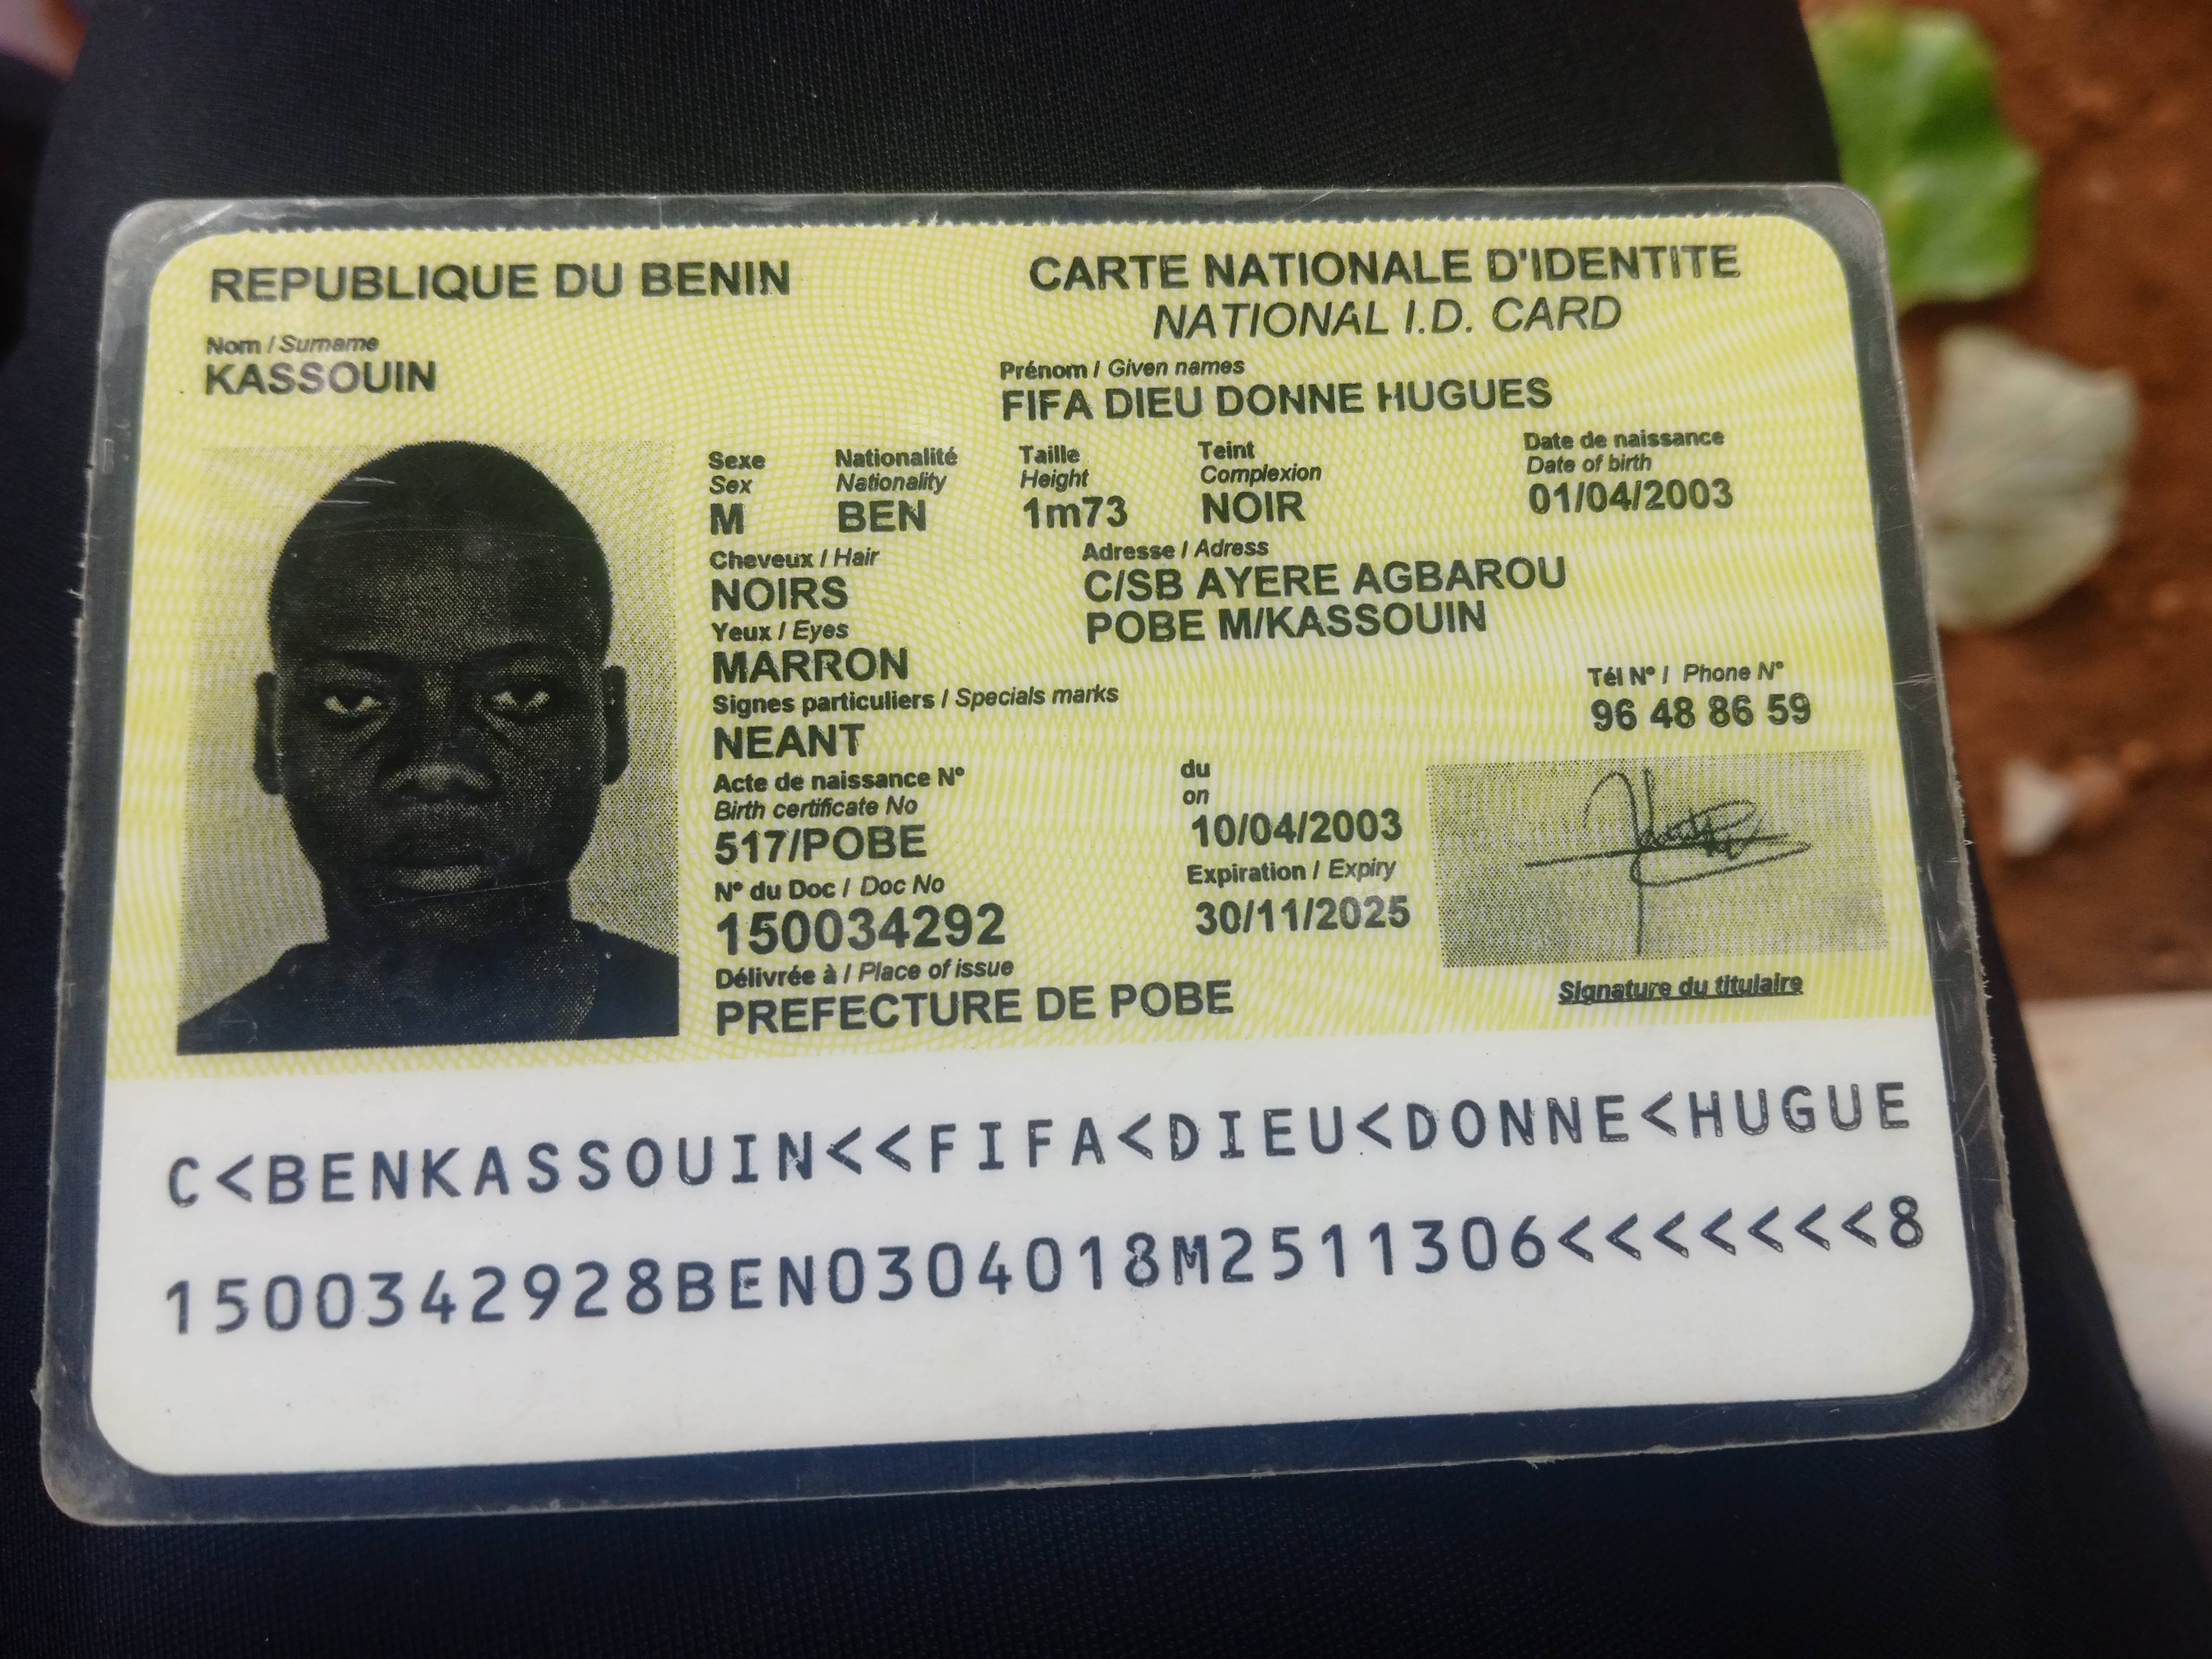 REPUBLIQUE DU BENIN
CARTE NATIONALE D'IDENTITE
NATIONAL I.D. CARD
Nom / Surname
KASSOUIN
Prénom / Given names
FIFA DIEU DONNE HUGUES
Sexe Nationalité Taille Teint Date de naissance
Sex Nationality Height Complexion Date of birth
M BEN 1m73 NOIR 01/04/2003
Cheveux / Hair
NOIRS
Adresse / Adress
C/SB AYERE AGBAROU
POBE M/KASSOUIN
Yeux / Eyes
MARRON
Signes particuliers / Specials marks
NEANT
Tél N° / Phone N°
96 48 86 59
Acte de naissance N° du
Birth certificate No on
517/POBE 10/04/2003
N° du Doc / Doc No Expiration / Expiry
150034292 30/11/2025
Délivrée à / Place of issue
PREFECTURE DE POBE
Signature du titulaire
C<BENKASSOUIN<<FIFA<DIEU<DONNE<HUGUE
1500342928BEN0304018M2511306<<<<<<<8